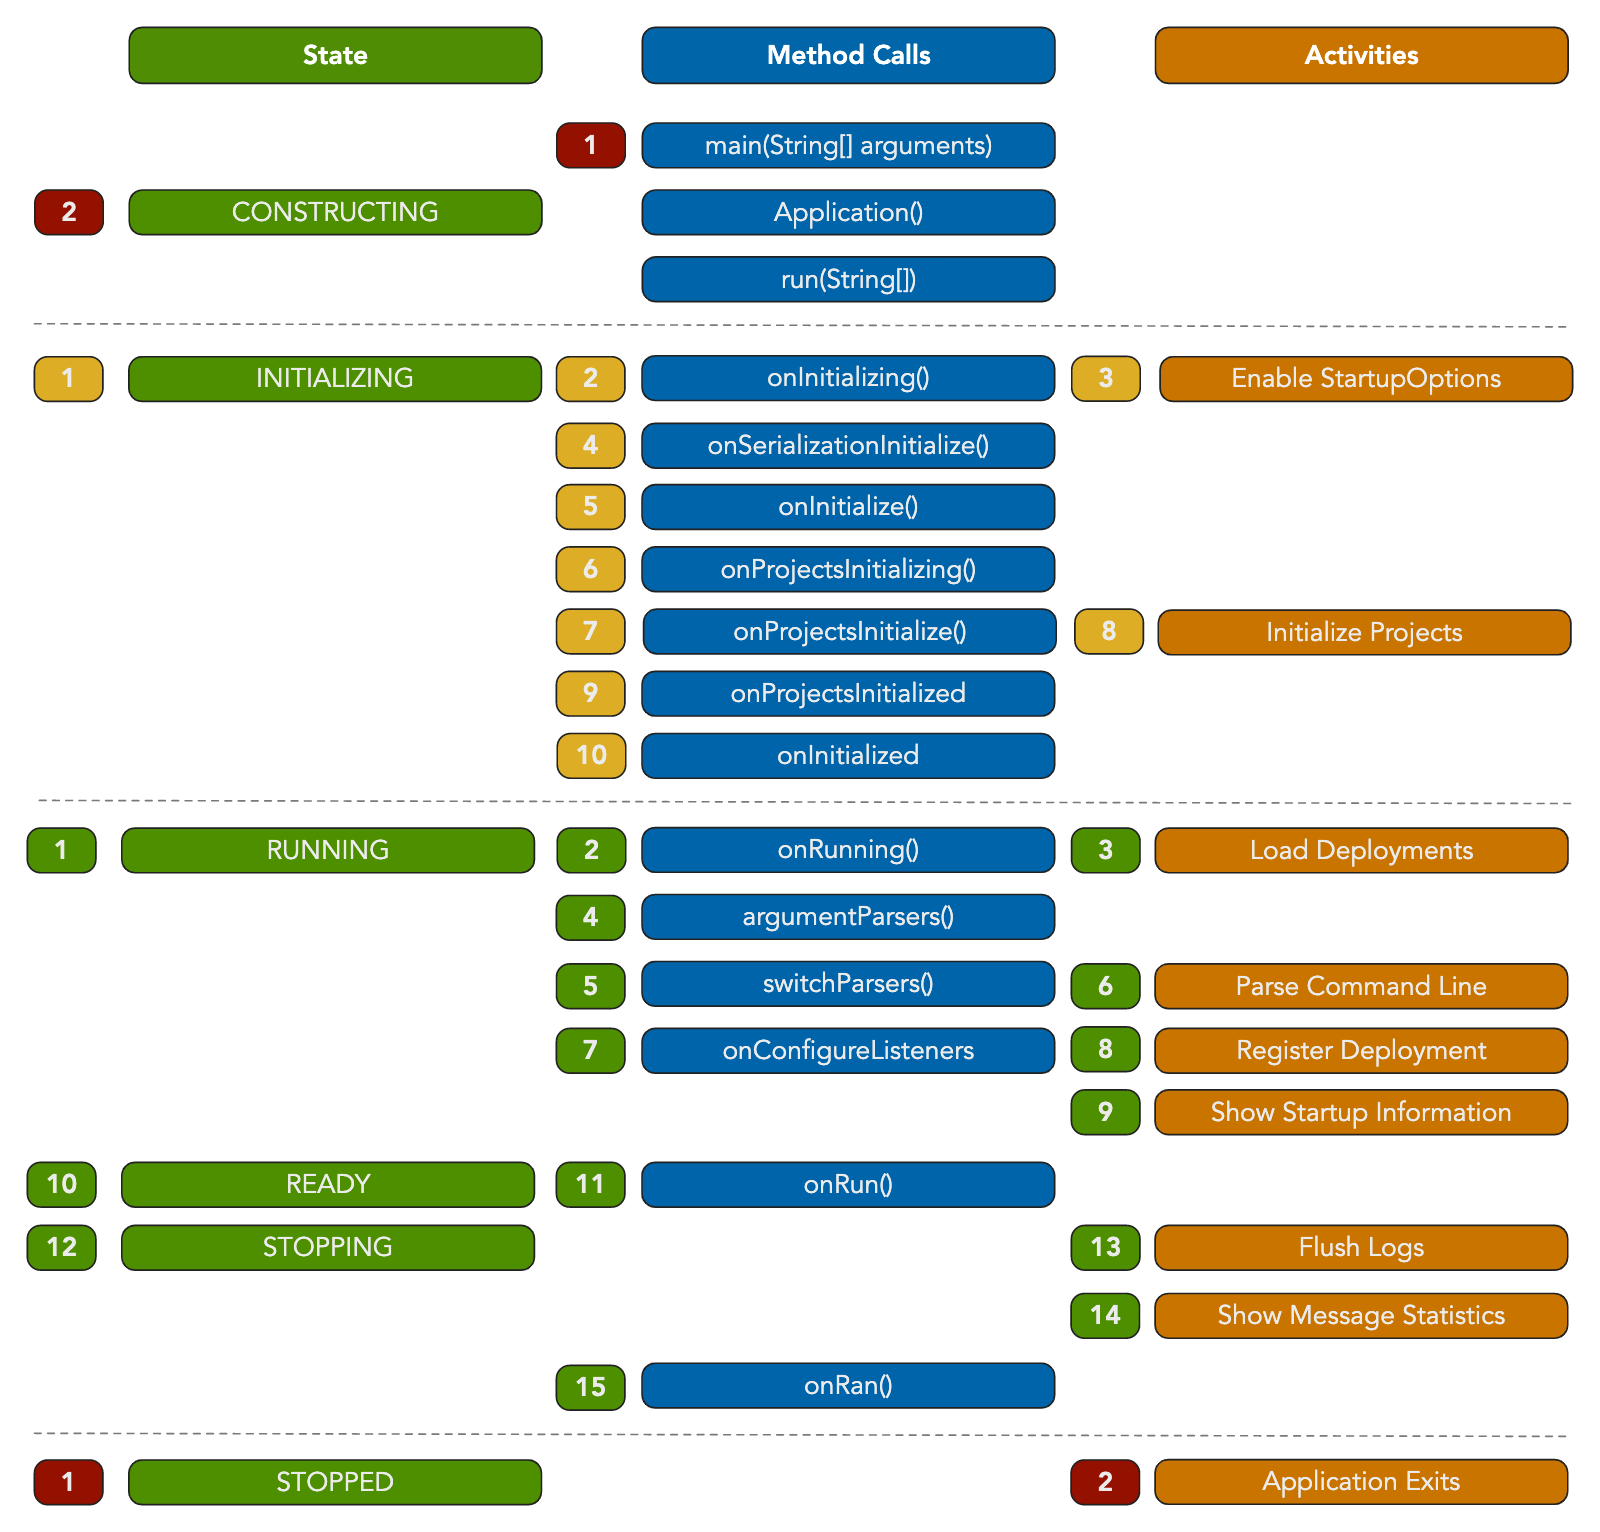 State Method Calls Activities
1 main(String[] arguments)
2 CONSTRUCTING Application()
run(String[])
1 INITIALIZING 2 onInitializing() 3 Enable StartupOptions
4 onSerializationInitialize()
5 onInitialize()
6 onProjectsInitializing()
7 onProjectsInitialize() 8 Initialize Projects
9 onProjectsInitialized
10 onInitialized
1 RUNNING 2 onRunning() 3 Load Deployments
4 argumentParsers()
5 switchParsers() 6 Parse Command Line
7 onConfigureListeners 8 Register Deployment
9 Show Startup Information
10 READY 11 onRun()
12 STOPPING 13 Flush Logs
14 Show Message Statistics
15 onRan()
1 STOPPED 2 Application Exits